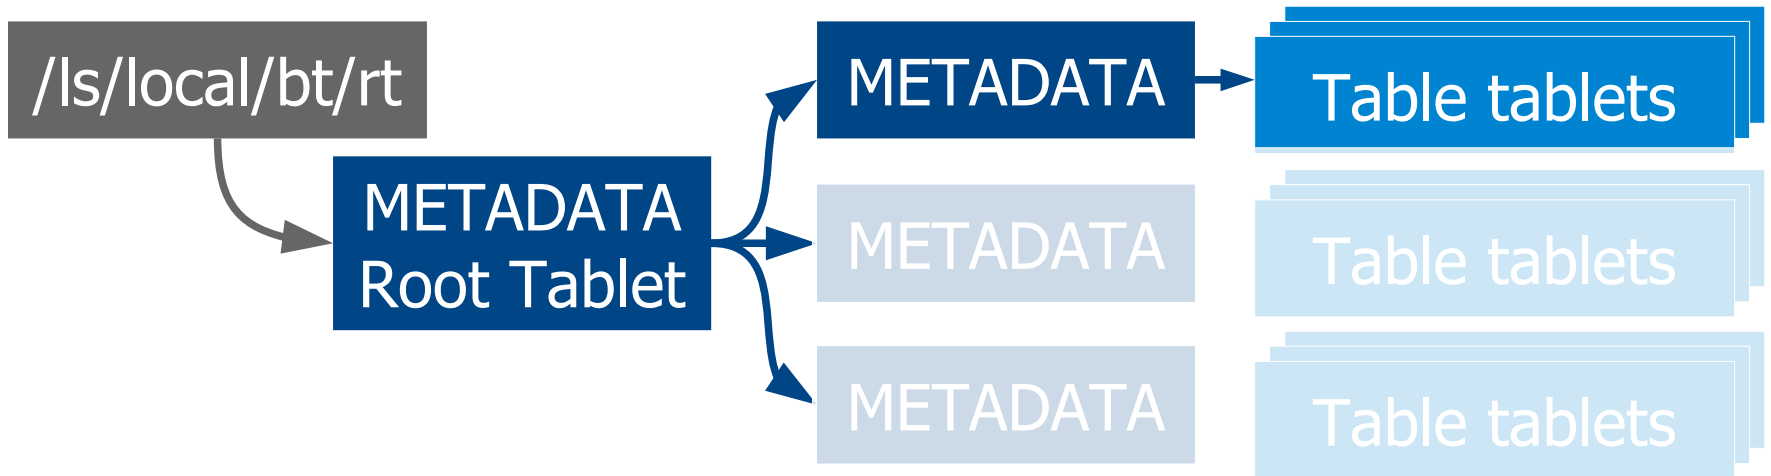 /ls/local/bt/rt
METADATA
Root Tablet
METADATA
Table tablets
METADATA
Table tablets
METADATA
Table tablets